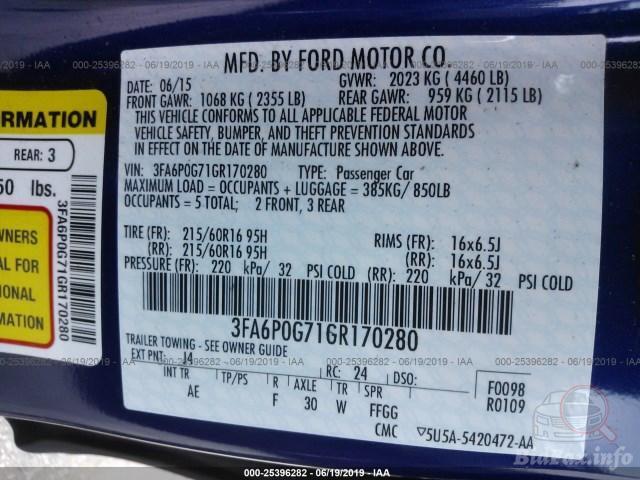 000-25396282 - 06/19/2019 - IAA
MFD. BY FORD MOTOR CO.
DATE: 06/15 GVWR: 2023 KG ( 4460 LB)
FRONT GAWR: 1068 KG ( 2355 LB) REAR GAWR: 959 KG ( 2115 LB)
THIS VEHICLE CONFORMS TO ALL APPLICABLE FEDERAL MOTOR
VEHICLE SAFETY, BUMPER, AND THEFT PREVENTION STANDARDS
IN EFFECT ON THE DATE OF MANUFACTURE SHOWN ABOVE.
VIN: 3FA6P0G71GR170280 TYPE: Passenger Car
MAXIMUM LOAD = OCCUPANTS + LUGGAGE = 385KG/ 850LB
OCCUPANTS = 5 TOTAL; 2 FRONT, 3 REAR
TIRE (FR): 215/60R16 95H RIMS (FR): 16x6.5J
(RR): 215/60R16 95H (RR): 16x6.5J
PRESSURE (FR): 220 kPa/ 32 PSI COLD (RR): 220 kPa/ 32 PSI COLD
3FA6P0G71GR170280
TRAILER TOWING - SEE OWNER GUIDE
EXT PNT: J4 RC: 24 DSO:
INT TR TP/PS R AXLE TR SPR F0098
AE F 30 W FFGG R0109
CMC ▽5U5A-5420472-AA
ORMATION
REAR: 3
50 lbs.
3FA6P0G71GR170280
WNERS
AL FOR
IONAL
MATION
BidFax.info
000-25396282 - 06/19/2019 - IAA